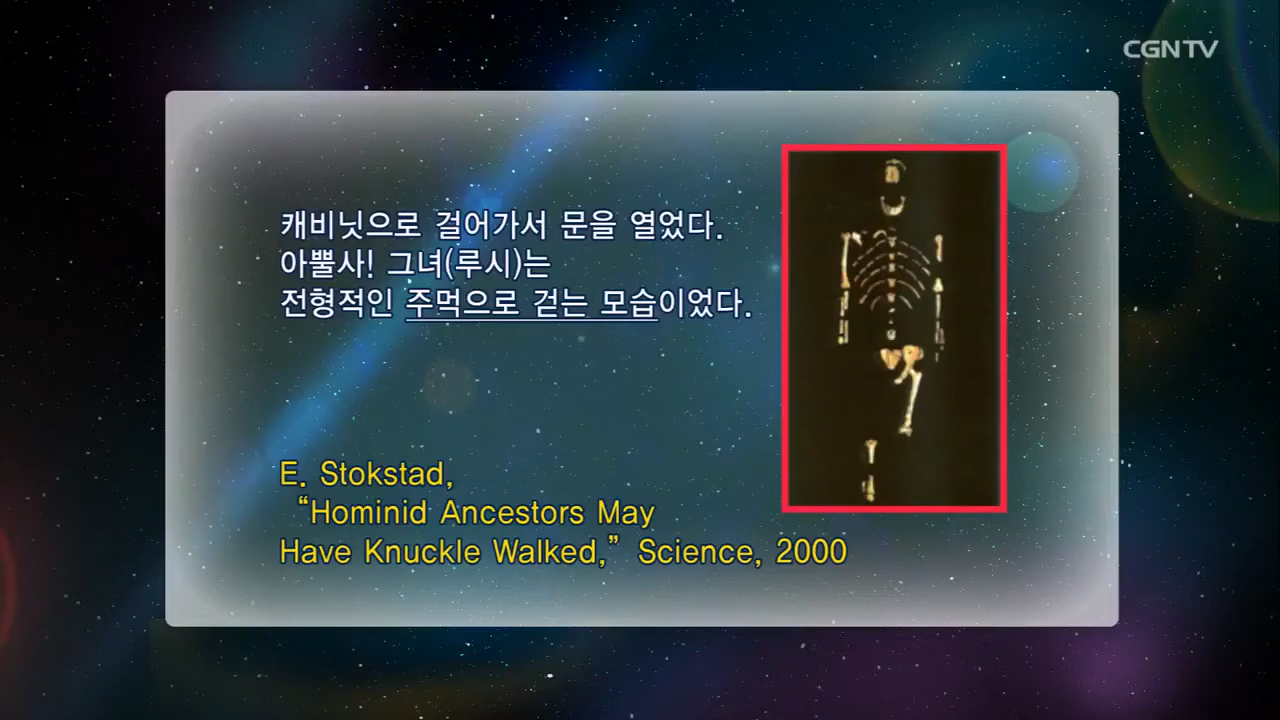 CGNTV
캐비닛으로 걸어가서 문을 열었다.
아뿔사! 그녀(루시)는
전형적인 주먹으로 걷는 모습이었다.
E. Stokstad,
“Hominid Ancestors May
Have Knuckle Walked,” Science, 2000